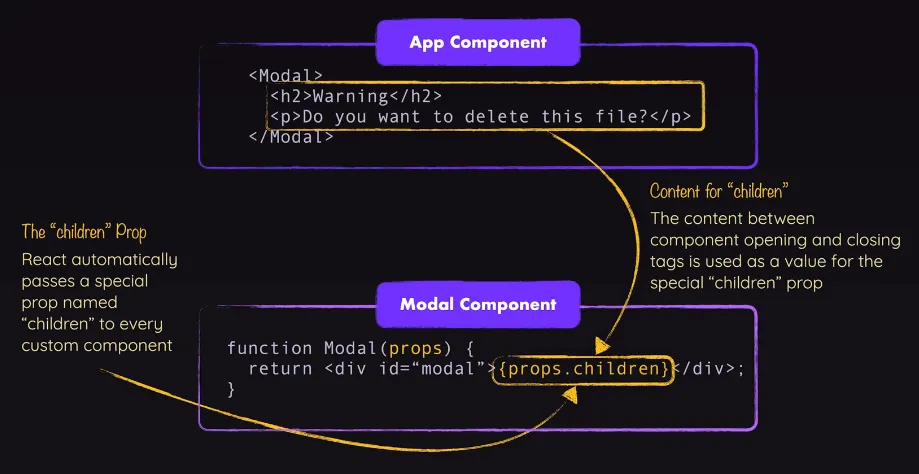 App Component
<Modal>
<h2>Warning</h2>
<p>Do you want to delete this file?</p>
</Modal>
Content for “children”
The content between
component opening and closing
tags is used as a value for the
special “children” prop
The “children” Prop
React automatically
passes a special
prop named
“children” to every
custom component
Modal Component
function Modal(props) {
return <div id=“modal”>{props.children}</div>;
}